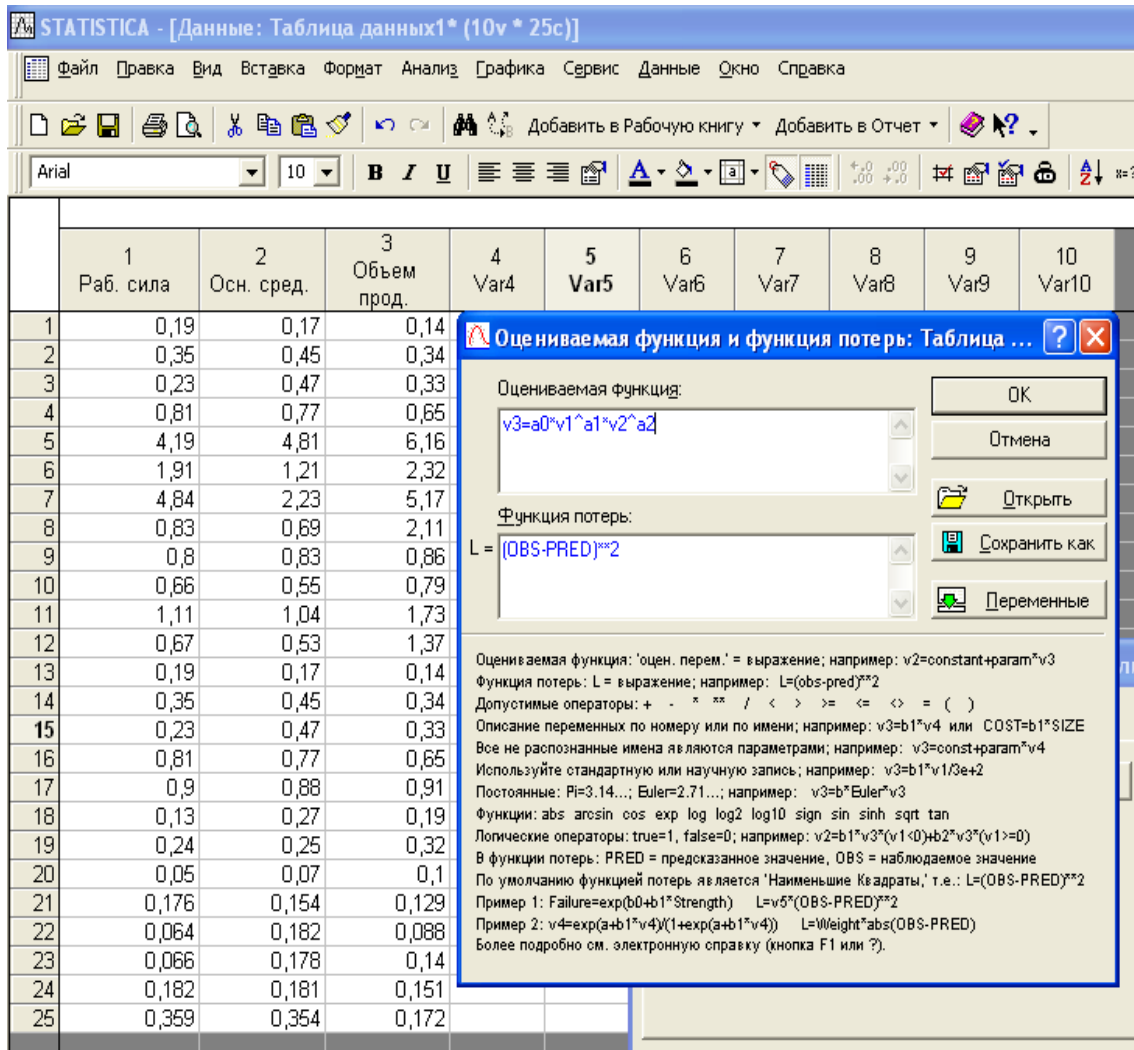 STATISTICA - [Данные: Таблица данных1* (10v * 25c)]
Файл Правка Вид Вставка Формат Анализ Графика Сервис Данные Окно Справка
Добавить в Рабочую книгу Добавить в Отчет
Arial 10 B I U
1 Раб. сила
2 Осн. сред.
3 Объем прод.
4 Var4
5 Var5
6 Var6
7 Var7
8 Var8
9 Var9
10 Var10
1 0,19 0,17 0,14
2 0,35 0,45 0,34
3 0,23 0,47 0,33
4 0,81 0,77 0,65
5 4,19 4,81 6,16
6 1,91 1,21 2,32
7 4,84 2,23 5,17
8 0,83 0,69 2,11
9 0,8 0,83 0,86
10 0,66 0,55 0,79
11 1,11 1,04 1,73
12 0,67 0,53 1,37
13 0,19 0,17 0,14
14 0,35 0,45 0,34
15 0,23 0,47 0,33
16 0,81 0,77 0,65
17 0,9 0,88 0,91
18 0,13 0,27 0,19
19 0,24 0,25 0,32
20 0,05 0,07 0,1
21 0,176 0,154 0,129
22 0,064 0,182 0,088
23 0,066 0,178 0,14
24 0,182 0,181 0,151
25 0,359 0,354 0,172
Оцениваемая функция и функция потерь: Таблица ...
Оцениваемая функция:
v3=a0*v1^a1*v2^a2
Функция потерь:
L = (OBS-PRED)**2
OK
Отмена
Открыть
Сохранить как
Переменные
Оцениваемая функция: 'оцен. перем.' = выражение; например: v2=constant+param*v3
Функция потерь: L = выражение; например: L=(obs-pred)**2
Допустимые операторы: + - * ** / < > >= <= <> = ( )
Описание переменных по номеру или по имени; например: v3=b1*v4 или COST=b1*SIZE
Все не распознанные имена являются параметрами; например: v3=const+param*v4
Используйте стандартную или научную запись; например: v3=b1*v1/3e+2
Постоянные: Pi=3.14...; Euler=2.71...; например: v3=b*Euler*v3
Функции: abs arcsin cos exp log log2 log10 sign sin sinh sqrt tan
Логические операторы: true=1, false=0; например: v2=b1*v3*(v1<0)+b2*v3*(v1>=0)
В функции потерь: PRED = предсказанное значение, OBS = наблюдаемое значение
По умолчанию функцией потерь является 'Наименьшие Квадраты,' т.е.: L=(OBS-PRED)**2
Пример 1: Failure=exp(b0+b1*Strength) L=v5*(OBS-PRED)**2
Пример 2: v4=exp(a+b1*v4)/(1+exp(a+b1*v4)) L=Weight*abs(OBS-PRED)
Более подробно см. электронную справку (кнопка F1 или ?).